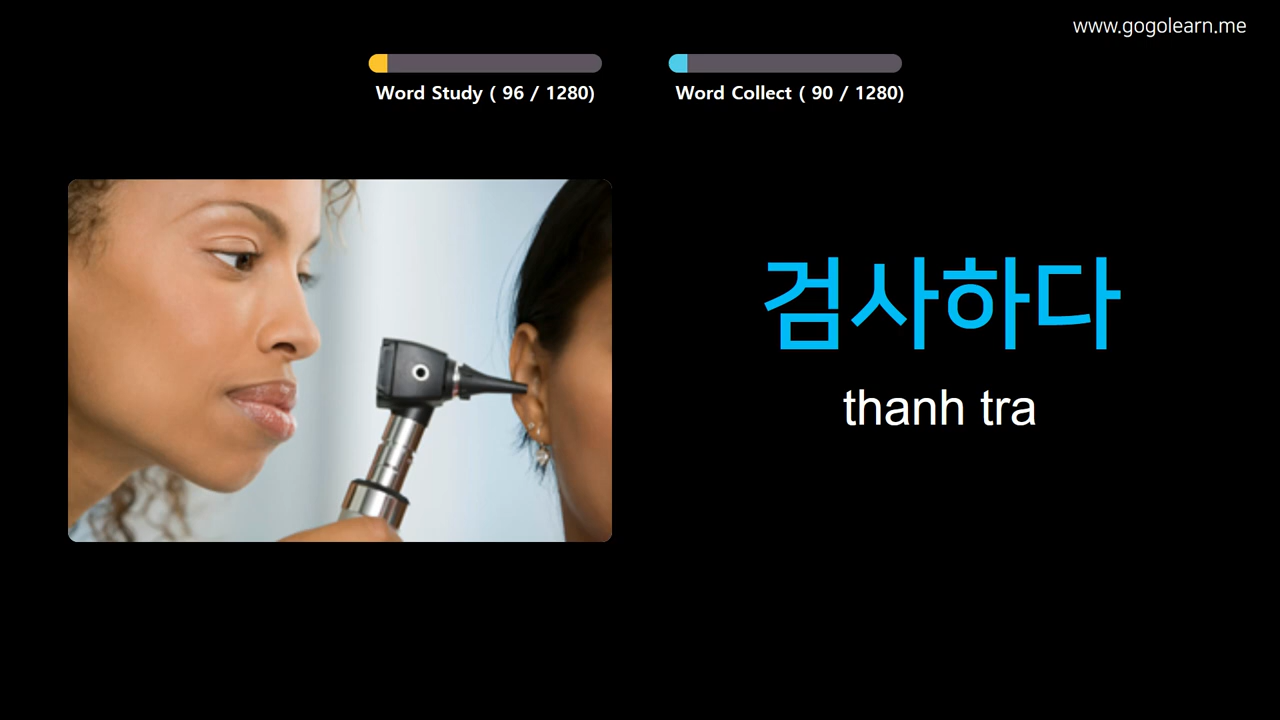 www.gogolearn.me
Word Study ( 96 / 1280)
Word Collect ( 90 / 1280)
검사하다
thanh tra